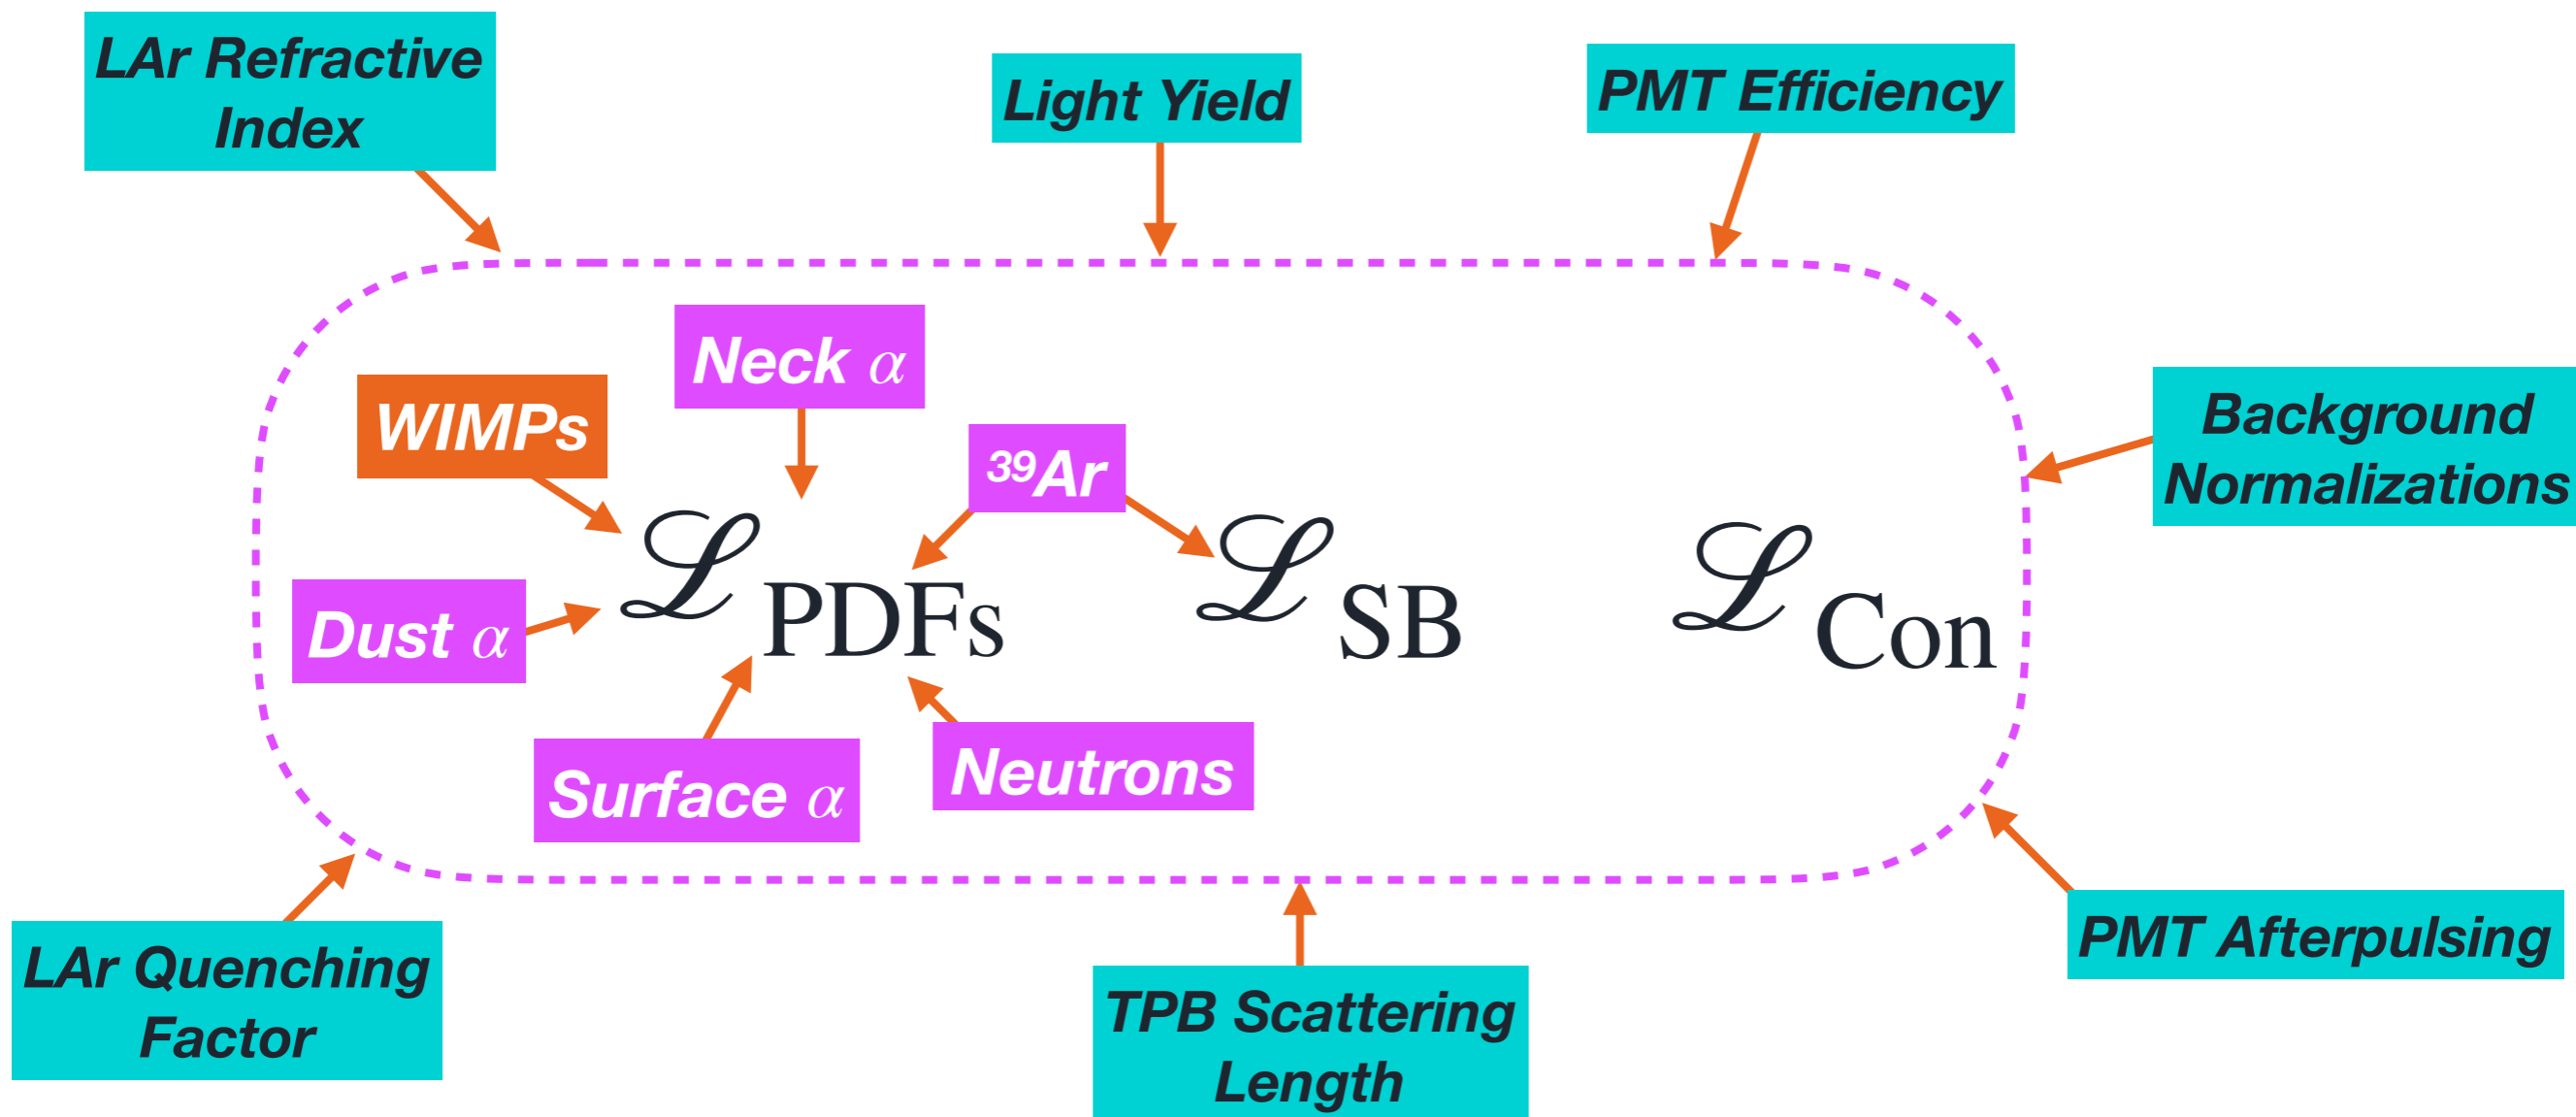 LAr Refractive
Index
Light Yield
PMT Efficiency
Neck α
WIMPs
³⁹Ar
Background
Normalizations
ℒ PDFs
ℒ SB
ℒ Con
Dust α
Surface α
Neutrons
LAr Quenching
Factor
TPB Scattering
Length
PMT Afterpulsing